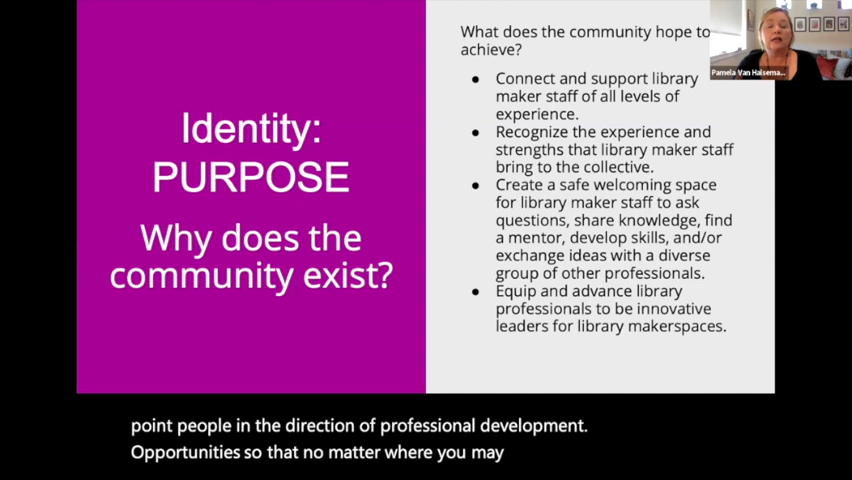 Identity:
PURPOSE
Why does the
community exist?
What does the community hope to
achieve?
● Connect and support library
maker staff of all levels of
experience.
● Recognize the experience and
strengths that library maker staff
bring to the collective.
● Create a safe welcoming space
for library maker staff to ask
questions, share knowledge, find
a mentor, develop skills, and/or
exchange ideas with a diverse
group of other professionals.
● Equip and advance library
professionals to be innovative
leaders for library makerspaces.
Pamela Van Halsema...
point people in the direction of professional development.
Opportunities so that no matter where you may